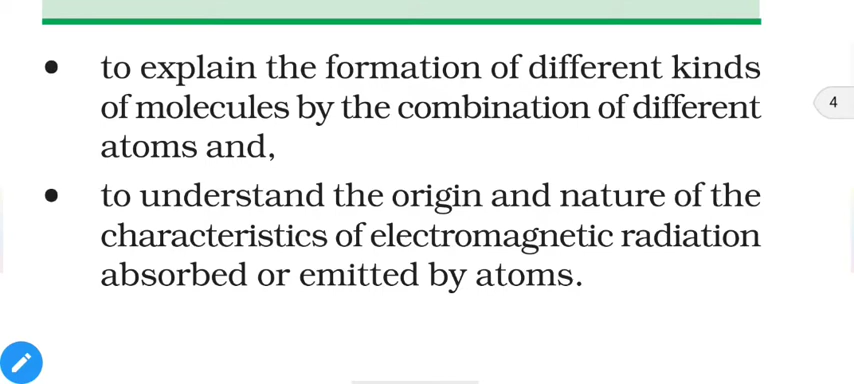 • to explain the formation of different kinds
of molecules by the combination of different
atoms and,
• to understand the origin and nature of the
characteristics of electromagnetic radiation
absorbed or emitted by atoms.
4